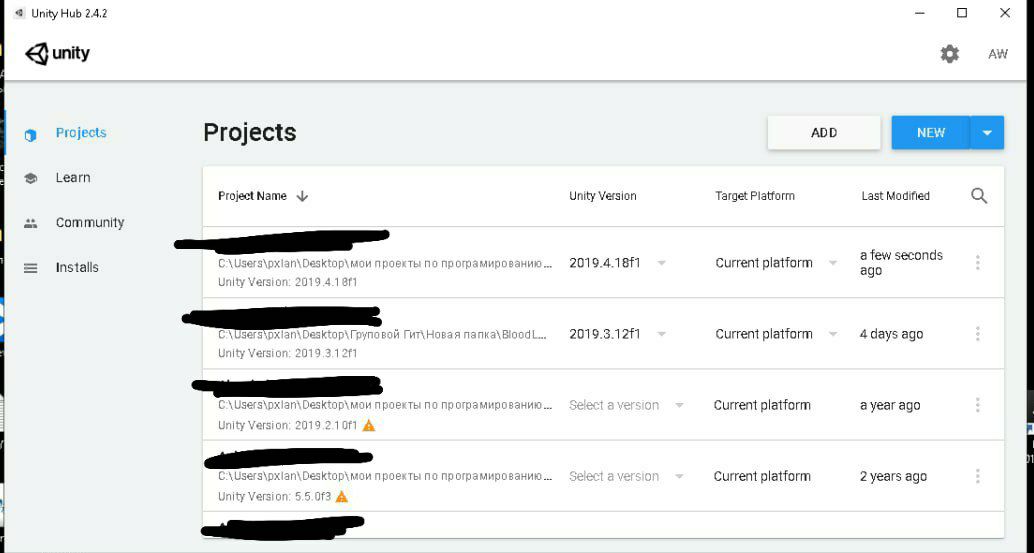 Unity Hub 2.4.2
unity
AW
Projects
Learn
Community
Installs
Projects
ADD
NEW
Project Name
Unity Version
Target Platform
Last Modified
C:\Users\pxlan\Desktop\мои проекты по програмированию...
Unity Version: 2019.4.18f1
2019.4.18f1
Current platform
a few seconds
ago
C:\Users\pxlan\Desktop\Груповой Гит\Новая папка\BloodL...
Unity Version: 2019.3.12f1
2019.3.12f1
Current platform
4 days ago
C:\Users\pxlan\Desktop\мои проекты по програмированию...
Unity Version: 2019.2.10f1
Select a version
Current platform
a year ago
C:\Users\pxlan\Desktop\мои проекты по програмированию...
Unity Version: 5.5.0f3
Select a version
Current platform
2 years ago